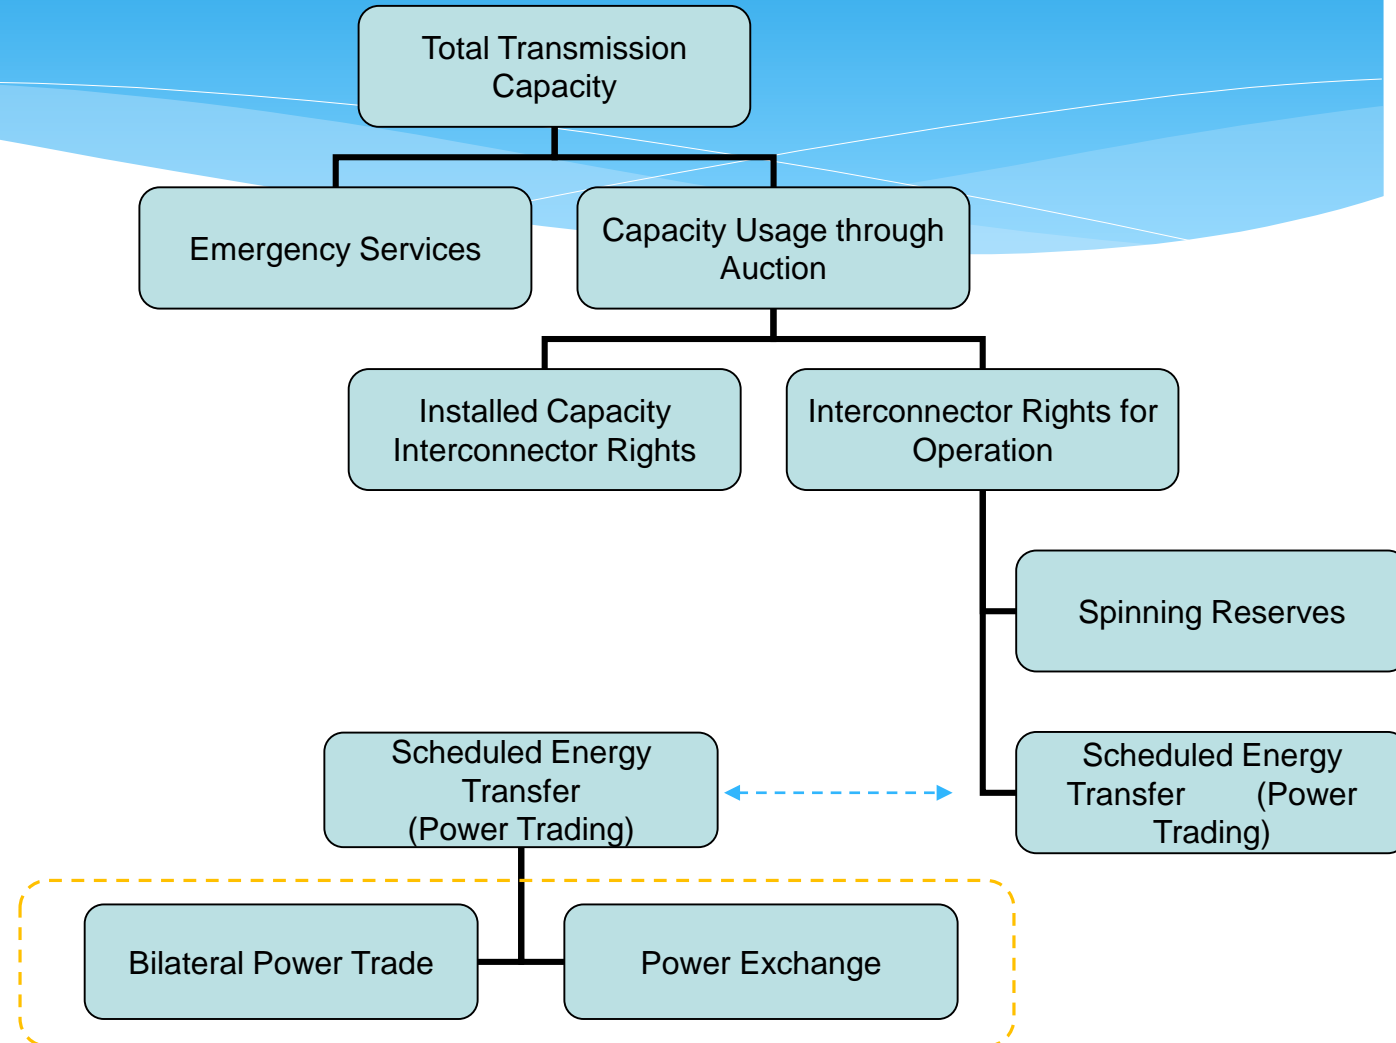 Total Transmission
Capacity
Emergency Services
Capacity Usage through
Auction
Installed Capacity
Interconnector Rights
Interconnector Rights for
Operation
Spinning Reserves
Scheduled Energy
Transfer
(Power Trading)
Scheduled Energy
Transfer (Power
Trading)
Bilateral Power Trade
Power Exchange